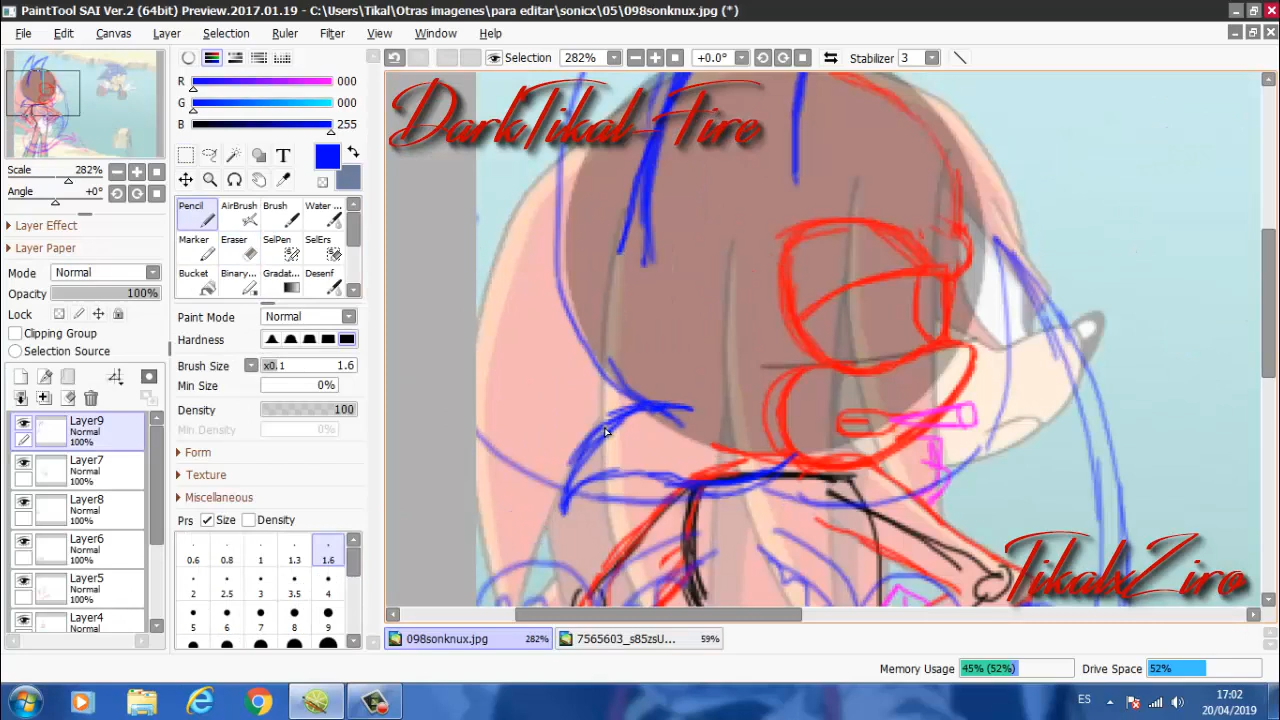 PaintTool SAI Ver.2 (64bit) Preview.2017.01.19 - C:\Users\Tikal\Otras imagenes\para editar\sonicx\05\098sonknux.jpg (*)
File Edit Canvas Layer Selection Ruler Filter View Window Help
Selection 282% +0.0° Stabilizer 3
R 000
G 000
B 255
T
Scale 282%
Angle +0°
Layer Effect
Layer Paper
Mode Normal
Opacity 100%
Lock
Clipping Group
Selection Source
Layer9
Normal
100%
Layer7
Normal
100%
Layer8
Normal
100%
Layer6
Normal
100%
Layer5
Normal
100%
Layer4
Normal
Pencil AirBrush Brush Water ...
Marker Eraser SelPen SelErs
Bucket Binary... Gradat... Desenf
Paint Mode Normal
Hardness
Brush Size x0.1 1.6
Min Size 0%
Density 100
Min Density 0%
Form
Texture
Miscellaneous
Prs Size Density
0.6 0.8 1 1.3 1.6
2 2.5 3 3.5 4
5 6 7 8 9
DarkTikal-Fire
TikalxZiro
098sonknux.jpg 282% 7565603_s85zsU... 59%
Memory Usage 45% (52%) Drive Space 52%
ES 17:02
20/04/2019